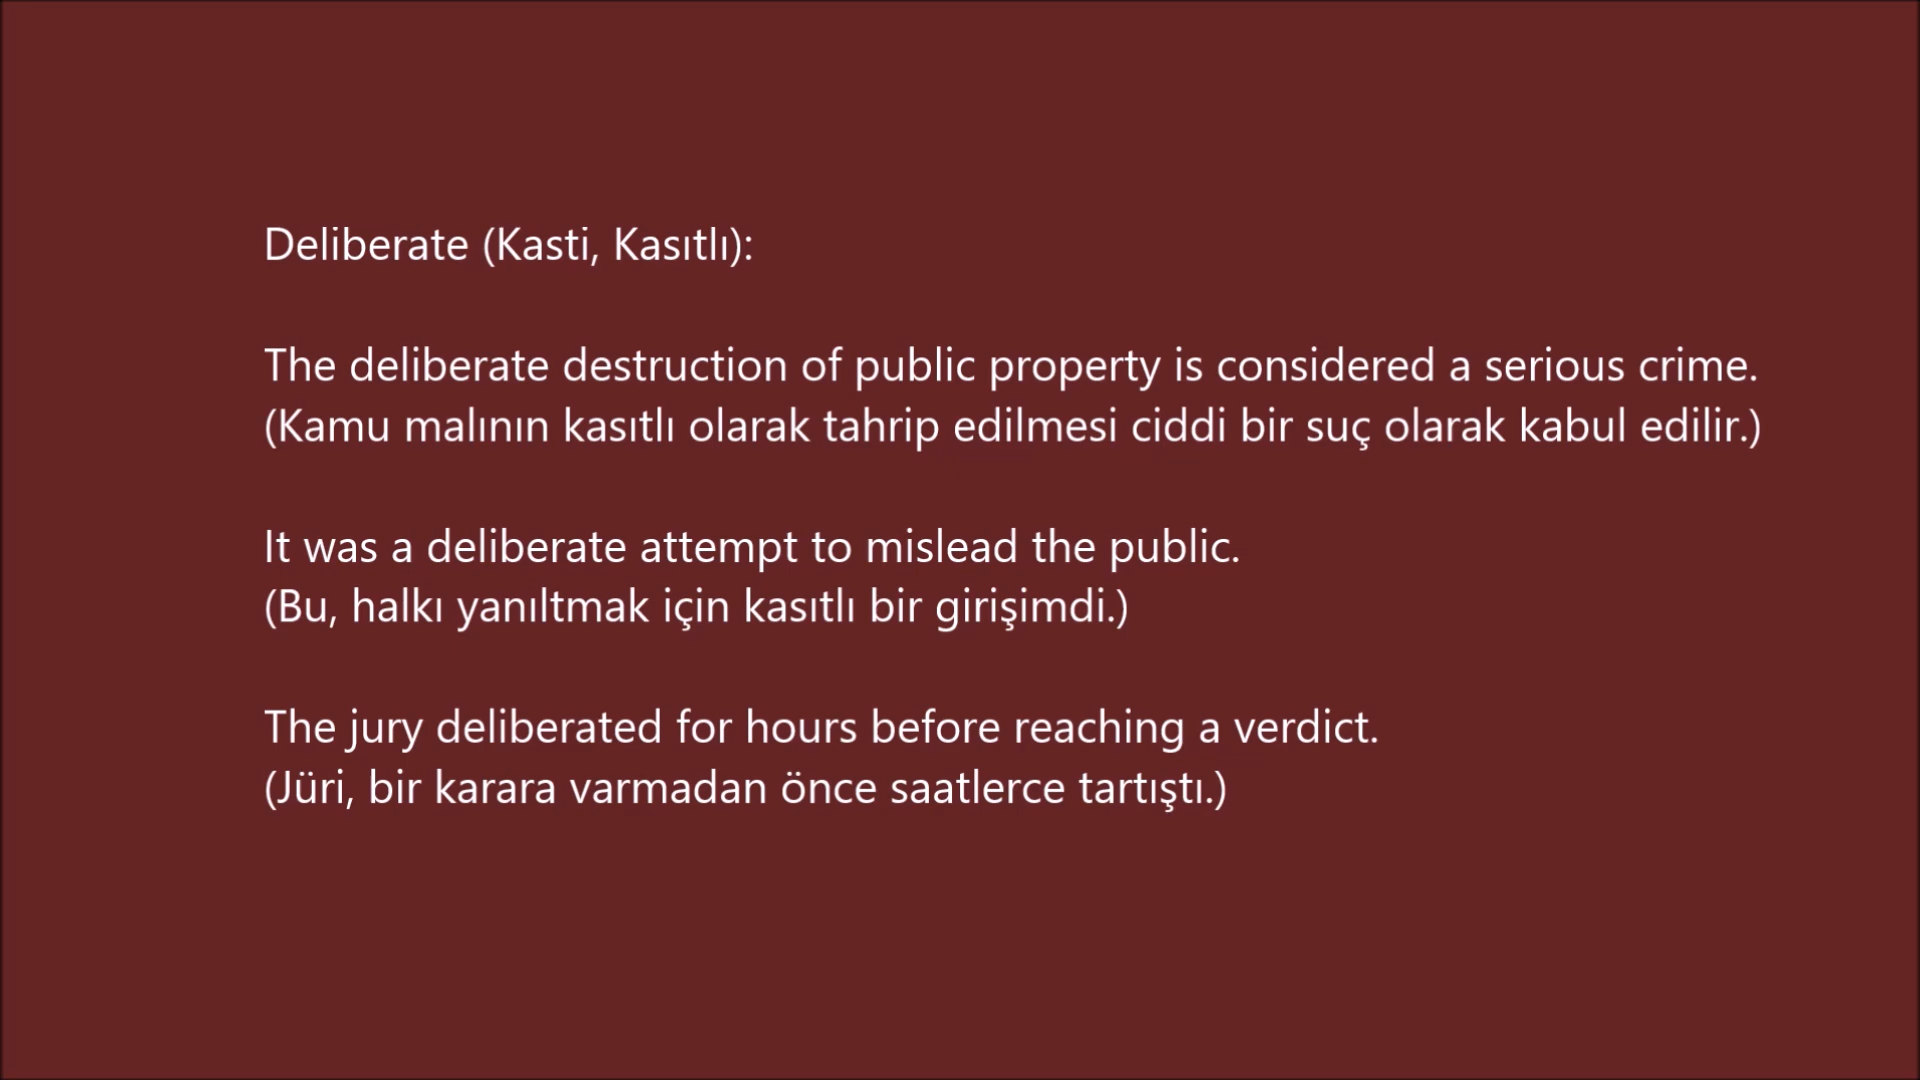 Deliberate (Kasti, Kasıtlı):
The deliberate destruction of public property is considered a serious crime.
(Kamu malının kasıtlı olarak tahrip edilmesi ciddi bir suç olarak kabul edilir.)
It was a deliberate attempt to mislead the public.
(Bu, halkı yanıltmak için kasıtlı bir girişimdi.)
The jury deliberated for hours before reaching a verdict.
(Jüri, bir karara varmadan önce saatlerce tartıştı.)